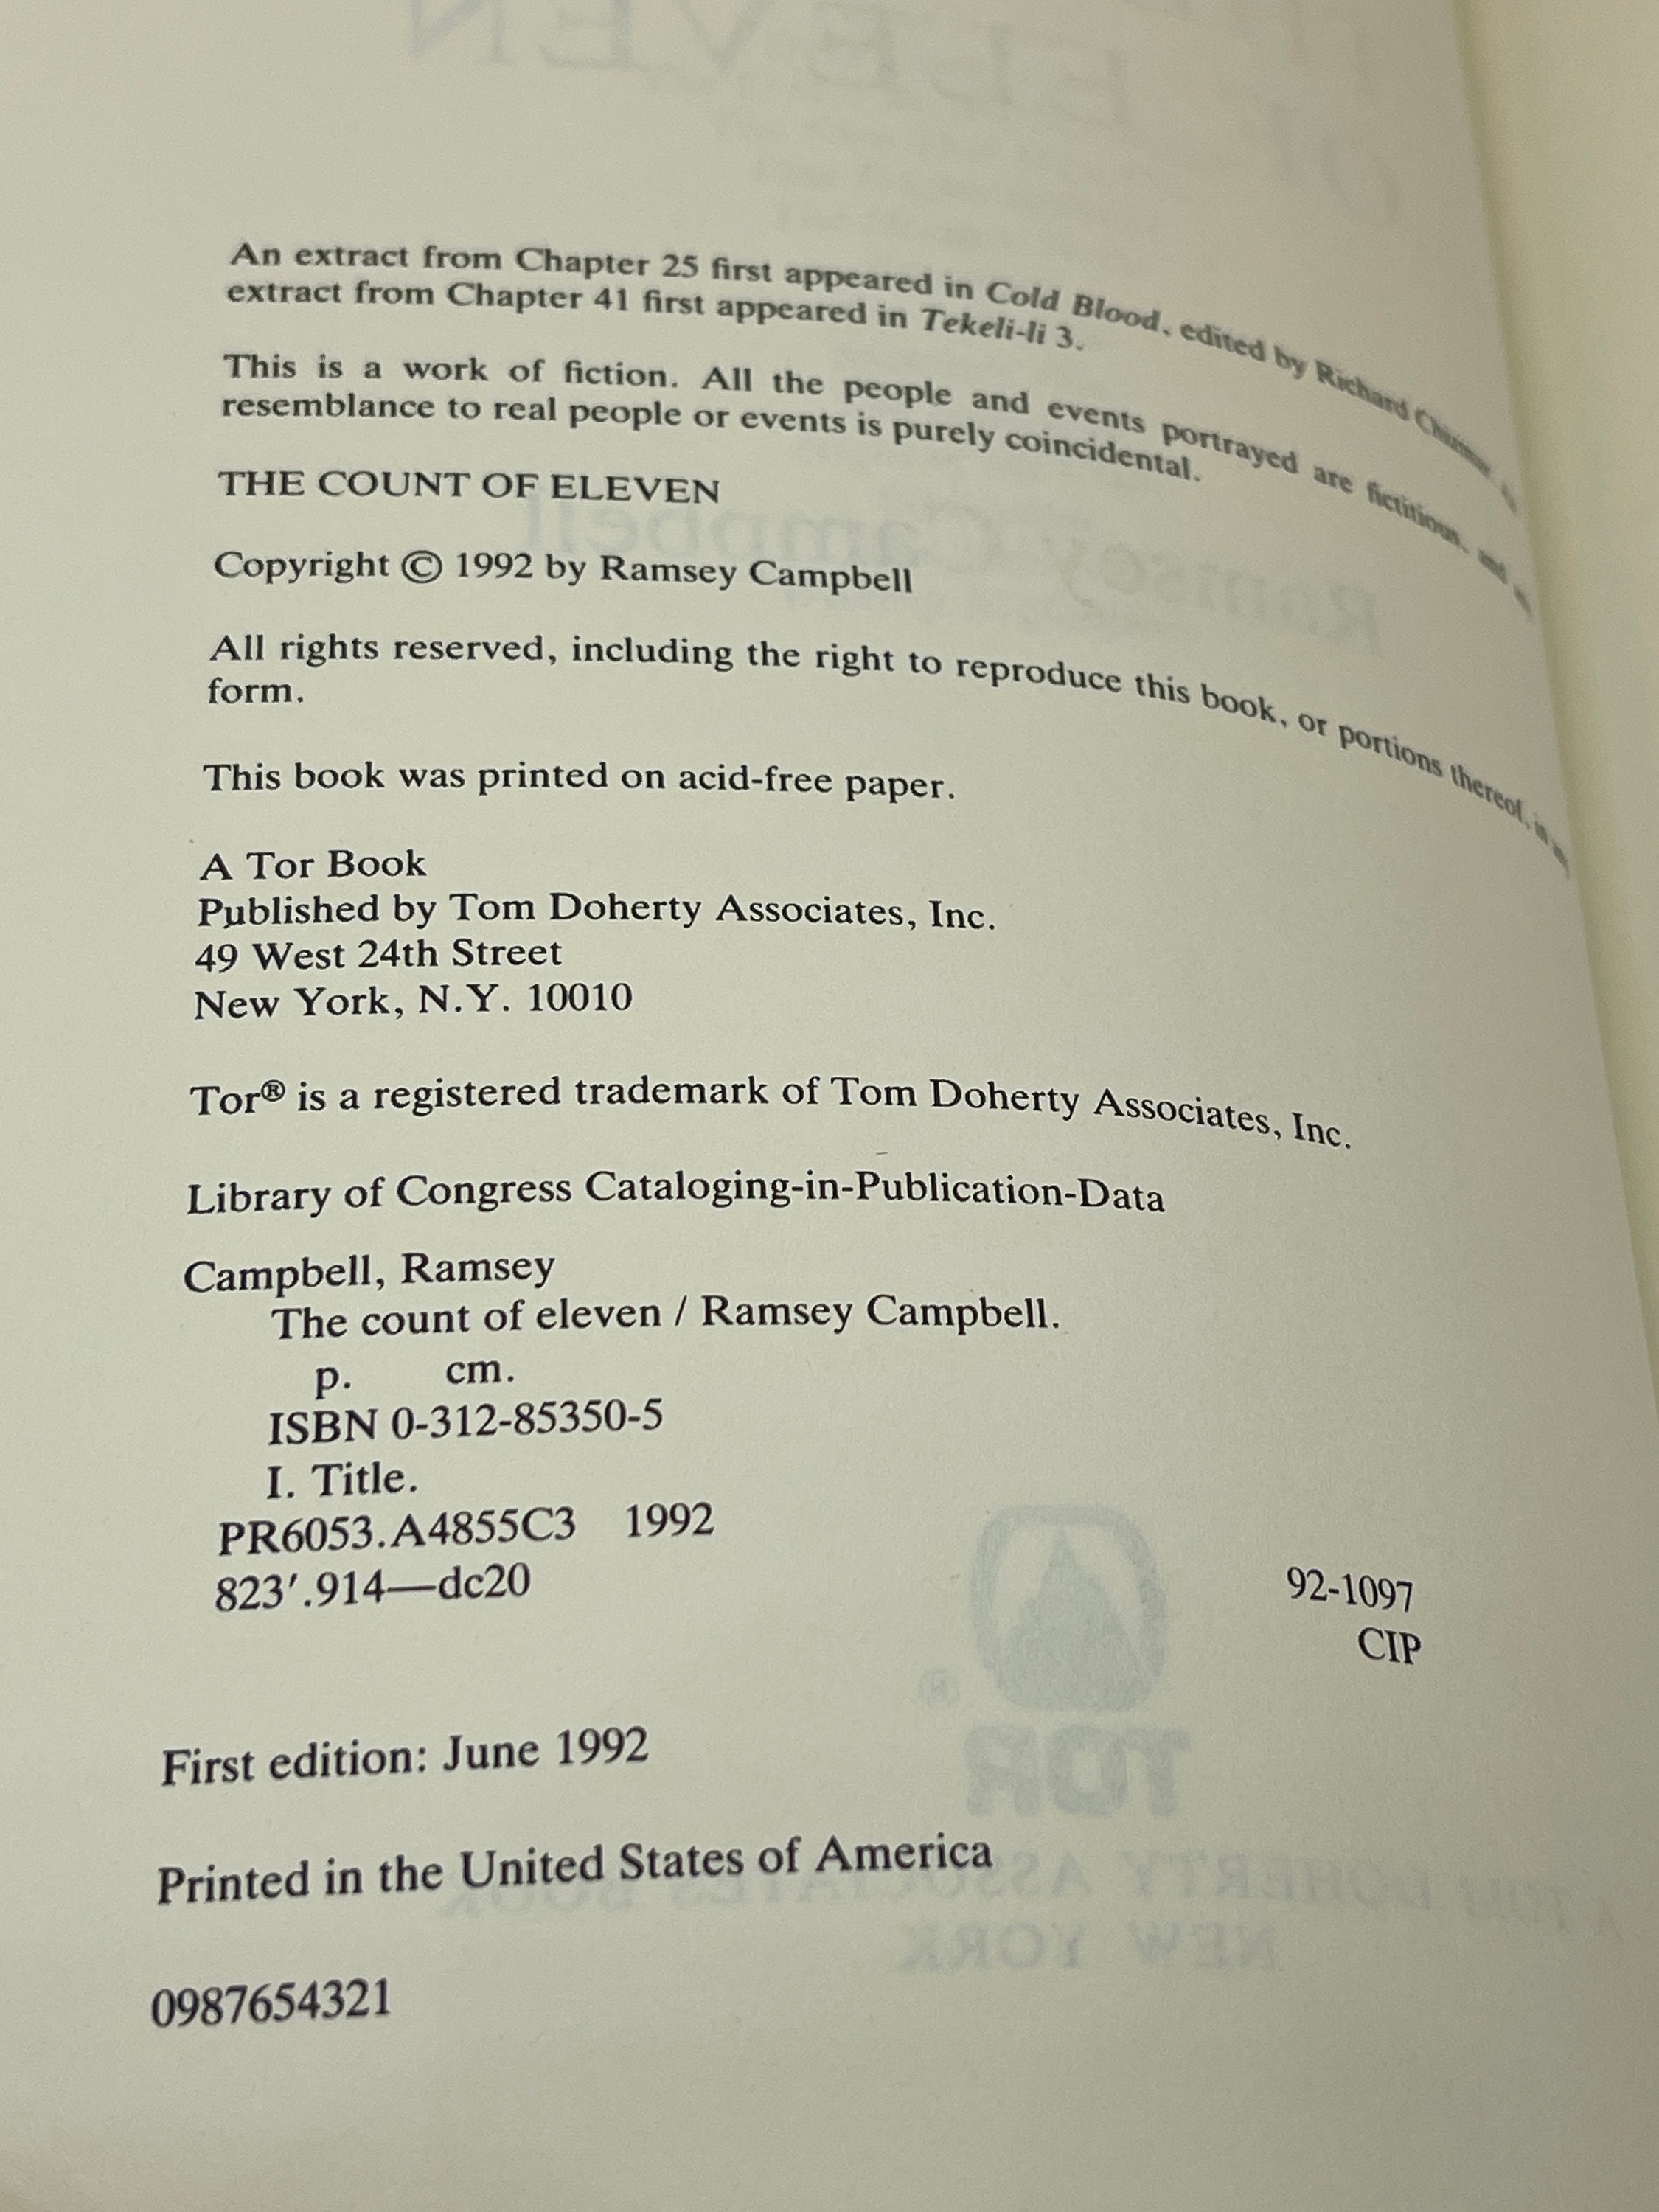 An extract from Chapter 25 first appeared in Cold Blood, edited by Richard
extract from Chapter 41 first appeared in Tekeli-li 3.
This is a work of fiction. All the people and events portrayed are fictitious, and
resemblance to real people or events is purely coincidental.
THE COUNT OF ELEVEN
Copyright © 1992 by Ramsey Campbell
All rights reserved, including the right to reproduce this book, or portions thereof, in
form.
This book was printed on acid-free paper.
A Tor Book
Published by Tom Doherty Associates, Inc.
49 West 24th Street
New York, N.Y. 10010
Tor® is a registered trademark of Tom Doherty Associates, Inc.
Library of Congress Cataloging-in-Publication-Data
Campbell, Ramsey
The count of eleven / Ramsey Campbell.
p. cm.
ISBN 0-312-85350-5
I. Title.
PR6053.A4855C3 1992
823′.914—dc20 92-1097
CIP
First edition: June 1992
Printed in the United States of America
0987654321